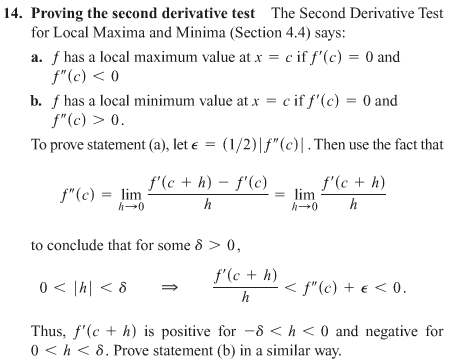 14. Proving the second derivative test  The Second Derivative Test
for Local Maxima and Minima (Section 4.4) says:
a. f has a local maximum value at x = c if f′(c) = 0 and
f″(c) < 0
b. f has a local minimum value at x = c if f′(c) = 0 and
f″(c) > 0.
To prove statement (a), let ϵ = (1/2)|f″(c)|. Then use the fact that
f″(c) = lim_{h→0} (f′(c + h) − f′(c))/h = lim_{h→0} f′(c + h)/h
to conclude that for some δ > 0,
0 < |h| < δ  ⇒  f′(c + h)/h < f″(c) + ϵ < 0.
Thus, f′(c + h) is positive for −δ < h < 0 and negative for
0 < h < δ. Prove statement (b) in a similar way.